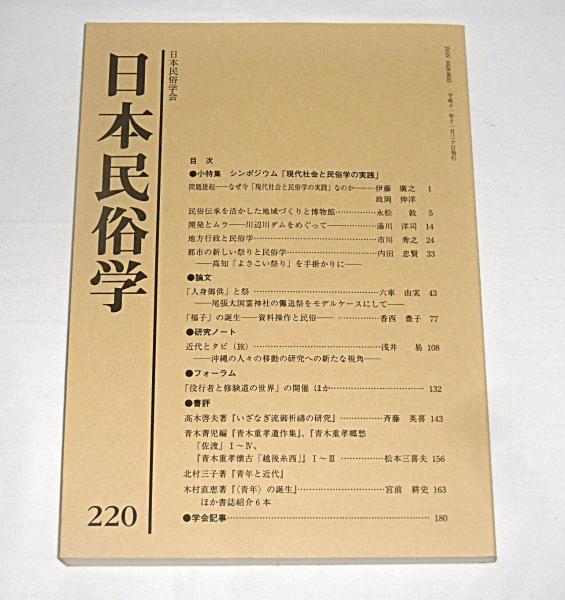 日本民俗学
220
日本民俗学会
平成十一年十一月三十日発行
目 次
●小特集 シンポジウム「現代社会と民俗学の実践」
問題提起――なぜ今「現代社会と民俗学の実践」なのか………伊藤 廣之 1
政岡 伸洋
民俗伝承を活かした地域づくりと博物館……………永松 敦 5
開発とムラ――川辺川ダムをめぐって――……………湯川 洋司 14
地方行政と民俗学……………市川 秀之 24
都市の新しい祭りと民俗学……………内田 忠賢 33
――高知「よさこい祭り」を手掛かりに――
●論文
「人身御供」と祭……………六車 由実 43
――尾張大国霊神社の儺追祭をモデルケースにして――
「福子」の誕生――資料操作と民俗――……………香西 豊子 77
●研究ノート
近代とタビ(旅)……………浅井 易 108
――沖縄の人々の移動の研究への新たな視角――
●フォーラム
「役行者と修験道の世界」の開催 ほか……………132
●書評
高木啓夫著『いざなぎ流御祈禱の研究』……………斉藤 英喜 143
青木菁児編『青木重孝遺作集』、『青木重孝郷愁
「佐渡」Ⅰ～Ⅳ、
『青木重孝懐古「越後糸西」』Ⅰ～Ⅲ……………松本三喜夫 156
北村三子著『青年と近代』
木村直恵著『〈青年〉の誕生』……………宮前 耕史 163
ほか書誌紹介6本
●学会記事……………180